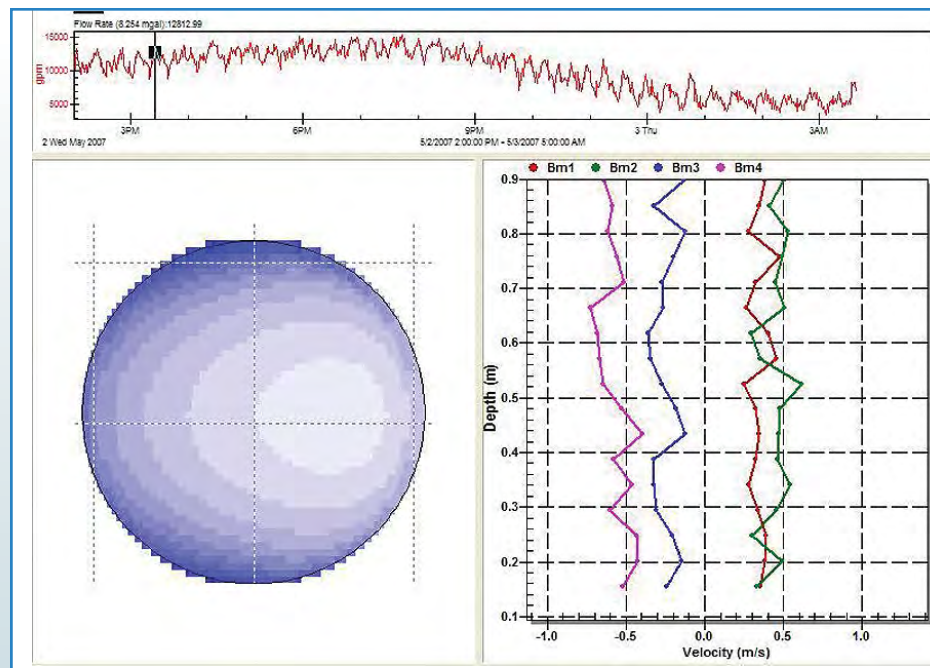 Flow Rate (8.254 mgal):12812.99
15000
10000
5000
gpm
3PM 6PM 9PM 3 Thu 3AM
2 Wed May 2007 5/2/2007 2:00:00 PM - 5/3/2007 5:00:00 AM
Bm1 Bm2 Bm3 Bm4
0.9
0.8
0.7
0.6
0.5
0.4
0.3
0.2
0.1
Depth (m)
-1.0 -0.5 0.0 0.5 1.0
Velocity (m/s)